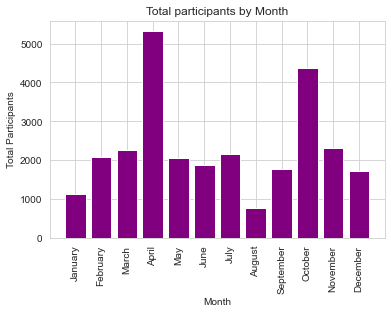 Total participants by Month
Total Participants
5000
4000
3000
2000
1000
0
January
February
March
April
May
June
July
August
September
October
November
December
Month